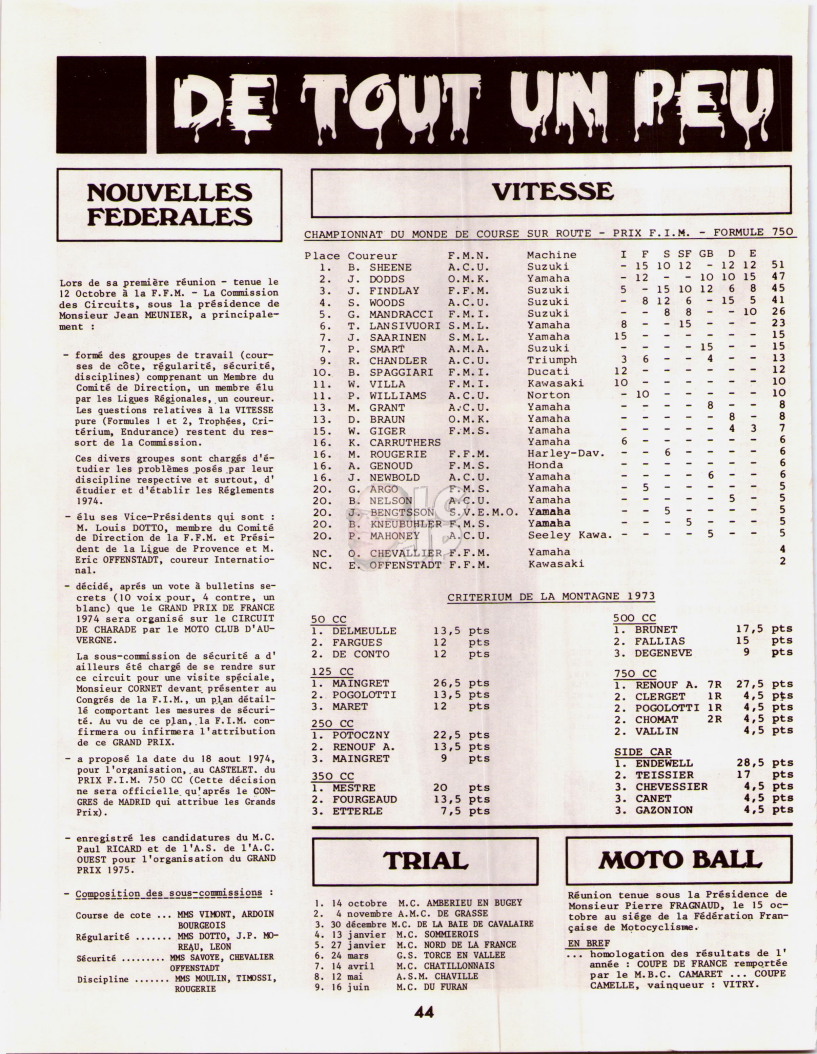 DE TOUT UN PEU
NOUVELLES
FEDERALES
Lors de sa première réunion - tenue le
12 Octobre à la F.F.M. - La Commission
des Circuits, sous la présidence de
Monsieur Jean MEUNIER, a principale-
ment :
- formé des groupes de travail (cour-
ses de côte, régularité, sécurité,
disciplines) comprenant un Membre du
Comité de Direction, un membre élu
par les Ligues Régionales, un coureur.
Les questions relatives à la VITESSE
pure (Formules 1 et 2, Trophées, Cri-
térium, Endurance) restent du res-
sort de la Commission.
Ces divers groupes sont chargés d'é-
tudier les problèmes posés par leur
discipline respective et surtout, d'
étudier et d'établir les Réglements
1974.
- élu ses Vice-Présidents qui sont :
M. Louis DOTTO, membre du Comité
de Direction de la F.F.M. et Prési-
dent de la Ligue de Provence et M.
Eric OFFENSTADT, coureur Internatio-
nal.
- décidé, aprés un vote à bulletins se-
crets (10 voix pour, 4 contre, un
blanc) que le GRAND PRIX DE FRANCE
1974 sera organisé sur le CIRCUIT
DE CHARADE par le MOTO CLUB D'AU-
VERGNE.
La sous-commission de sécurité a d'
ailleurs été chargé de se rendre sur
ce circuit pour une visite spéciale,
Monsieur CORNET devant présenter au
Congrés de la F.I.M., un plan détail-
lé comportant les mesures de sécuri-
té. Au vu de ce plan, la F.I.M. con-
firmera ou infirmera l'attribution
de ce GRAND PRIX.
- a proposé la date du 18 aout 1974,
pour l'organisation, au CASTELET. du
PRIX F.I.M. 750 CC (Cette décision
ne sera officielle qu'aprés le CON-
GRES de MADRID qui attribue les Grands
Prix).
- enregistré les candidatures du M.C.
Paul RICARD et de l'A.S. de l'A.C.
OUEST pour l'organisation du GRAND
PRIX 1975.
- Composition des sous-commissions :
Course de cote ... MMS VIMONT, ARDOIN
BOURGEOIS
Régularité ....... MMS DOTTO, J.P. MO-
REAU, LEON
Sécurité ......... MMS SAVOYE, CHEVALIER
OFFENSTADT
Discipline ....... MMS MOULIN, TIMOSSI,
ROUGERIE
VITESSE
CHAMPIONNAT DU MONDE DE COURSE SUR ROUTE - PRIX F.I.M. - FORMULE 750
Place Coureur F.M.N. Machine I F S SF GB D E
1. B. SHEENE A.C.U. Suzuki - 15 10 12 - 12 12 51
2. J. DODDS O.M.K. Yamaha - 12 - - 10 10 15 47
3. J. FINDLAY F.F.M. Suzuki 5 - 15 10 12 6 8 45
4. S. WOODS A.C.U. Suzuki - 8 12 6 - 15 5 41
5. G. MANDRACCI F.M.I. Suzuki - - 8 8 - - 10 26
6. T. LANSIVUORI S.M.L. Yamaha 8 - - 15 - - - 23
7. J. SAARINEN S.M.L. Yamaha 15 - - - - - - 15
7. P. SMART A.M.A. Suzuki - - - - 15 - - 15
9. R. CHANDLER A.C.U. Triumph 3 6 - - 4 - - 13
10. B. SPAGGIARI F.M.I. Ducati 12 - - - - - - 12
11. W. VILLA F.M.I. Kawasaki 10 - - - - - - 10
11. P. WILLIAMS A.C.U. Norton - 10 - - - - - 10
13. M. GRANT A.C.U. Yamaha - - - - 8 - - 8
13. D. BRAUN O.M.K. Yamaha - - - - - 8 - 8
15. W. GIGER F.M.S. Yamaha - - - - - 4 3 7
16. K. CARRUTHERS Yamaha 6 - - - - - - 6
16. M. ROUGERIE F.F.M. Harley-Dav. - - 6 - - - - 6
16. A. GENOUD F.M.S. Honda - - - - - - - 6
16. J. NEWBOLD A.C.U. Yamaha - - - - 6 - - 6
20. G. ARGO F.M.S. Yamaha - 5 - - - - - 5
20. B. NELSON A.C.U. Yamaha - - - - - 5 - 5
20. J. BENGTSSON S.V.E.M.O. Yamaha - - 5 - - - - 5
20. B. KNEUBUHLER F.M.S. Yamaha - - - 5 - - - 5
20. P. MAHONEY A.C.U. Seeley Kawa. - - - - 5 - - 5
NC. O. CHEVALLIER F.F.M. Yamaha 4
NC. E. OFFENSTADT F.F.M. Kawasaki 2
CRITERIUM DE LA MONTAGNE 1973
50 CC
1. DELMEULLE 13,5 pts
2. FARGUES 12 pts
2. DE CONTO 12 pts
125 CC
1. MAINGRET 26,5 pts
2. POGOLOTTI 13,5 pts
3. MARET 12 pts
250 CC
1. POTOCZNY 22,5 pts
2. RENOUF A. 13,5 pts
3. MAINGRET 9 pts
350 CC
1. MESTRE 20 pts
2. FOURGEAUD 13,5 pts
3. ETTERLE 7,5 pts
500 CC
1. BRUNET 17,5 pts
2. FALLIAS 15 pts
3. DEGENEVE 9 pts
750 CC
1. RENOUF A. 7R 27,5 pts
2. CLERGET 1R 4,5 pts
2. POGOLOTTI 1R 4,5 pts
2. CHOMAT 2R 4,5 pts
2. VALLIN 4,5 pts
SIDE CAR
1. ENDEWELL 28,5 pts
2. TEISSIER 17 pts
3. CHEVESSIER 4,5 pts
3. CANET 4,5 pts
3. GAZONION 4,5 pts
TRIAL
1. 14 octobre M.C. AMBERIEU EN BUGEY
2. 4 novembre A.M.C. DE GRASSE
3. 30 décembre M.C. DE LA BAIE DE CAVALAIRE
4. 13 janvier M.C. SOMMIEROIS
5. 27 janvier M.C. NORD DE LA FRANCE
6. 24 mars G.S. TORCE EN VALLEE
7. 14 avril M.C. CHATILLONNAIS
8. 12 mai A.S.M. CHAVILLE
9. 16 juin M.C. DU FURAN
MOTO BALL
Réunion tenue sous la Présidence de
Monsieur Pierre FRAGNAUD, le 15 oc-
tobre au siége de la Fédération Fran-
çaise de Motocyclisme.
EN BREF
... homologation des résultats de l'
année : COUPE DE FRANCE remportée
par le M.B.C. CAMARET ... COUPE
CAMELLE, vainqueur : VITRY.
44